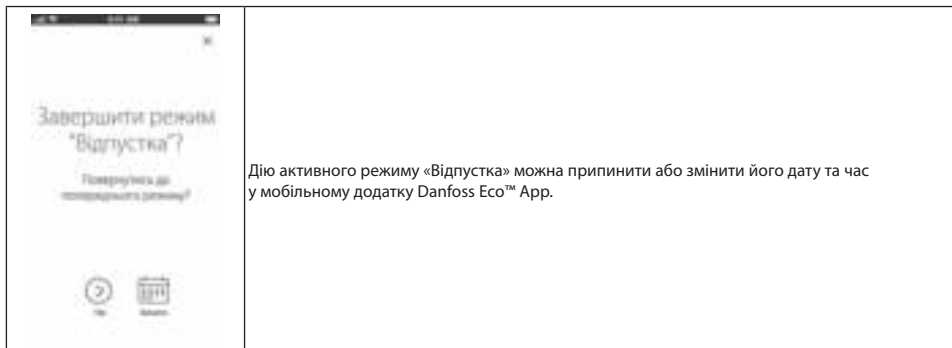 Завершити режим
"Відпустка"?
Повернутись до
попереднього режиму?
Дію активного режиму «Відпустка» можна припинити або змінити його дату та час
у мобільному додатку Danfoss Eco™ App.